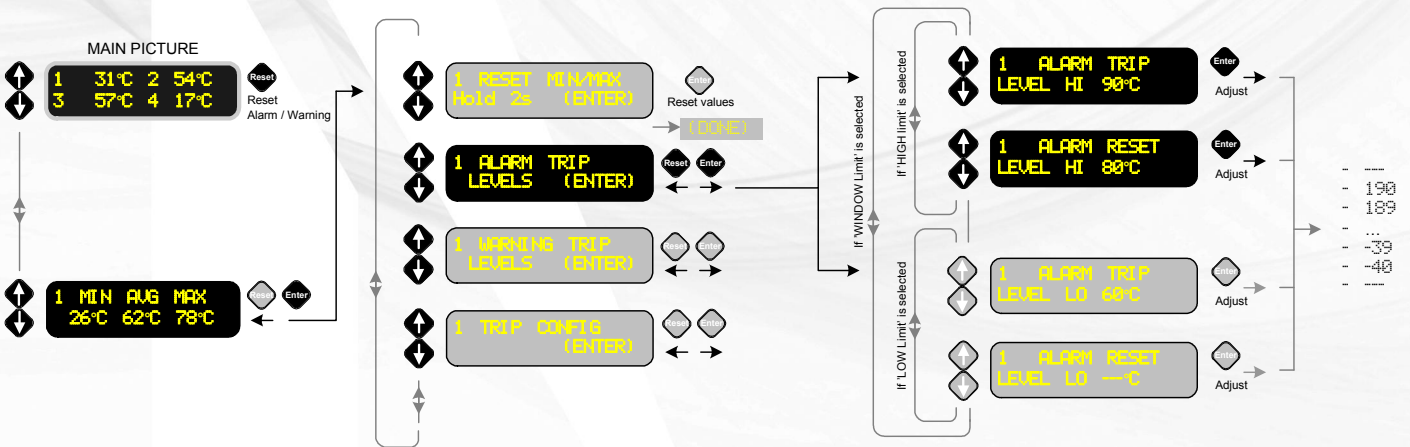 MAIN PICTURE
1 31°C 2 54°C
3 57°C 4 17°C
Reset
Reset
Alarm / Warning
1 MIN AVG MAX
26°C 62°C 78°C
Reset
Enter
1 RESET MIN/MAX
Hold 2s (ENTER)
Enter
Reset values
(DONE)
1 ALARM TRIP
LEVELS (ENTER)
Reset
Enter
1 WARNING TRIP
LEVELS (ENTER)
Reset
Enter
1 TRIP CONFIG
(ENTER)
Reset
Enter
If 'WINDOW Limit' is selected
If 'HIGH limit' is selected
1 ALARM TRIP
LEVEL HI 90°C
Enter
Adjust
1 ALARM RESET
LEVEL HI 80°C
Enter
Adjust
If 'LOW Limit' is selected
1 ALARM TRIP
LEVEL LO 60°C
Enter
Adjust
1 ALARM RESET
LEVEL LO ---°C
Enter
Adjust
- ---
- 190
- 189
- ...
- -39
- -40
- ---